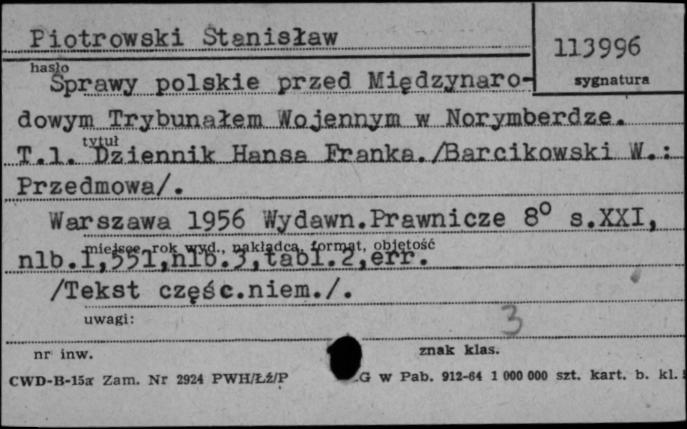 Piotrowski Stanisław
113996
hasło
sygnatura
Sprawy polskie przed Międzynaro-
dowym Trybunałem Wojennym w Norymberdze.
tytuł
T.1. Dziennik Hansa Franka./Barcikowski W.:
Przedmowa/.
Warszawa 1956 Wydawn.Prawnicze 8° s.XXI,
miejsce, rok wyd., nakładca, format, objętość
nlb.1,551,nlb.3,tabl.2,err.
/Tekst częśc.niem./.
uwagi:
3
nr inw.
znak klas.
CWD-B-15a Zam. Nr 2924 PWH/Łź/P G W Pab. 912-64 1 000 000 szt. kart. b. kl.